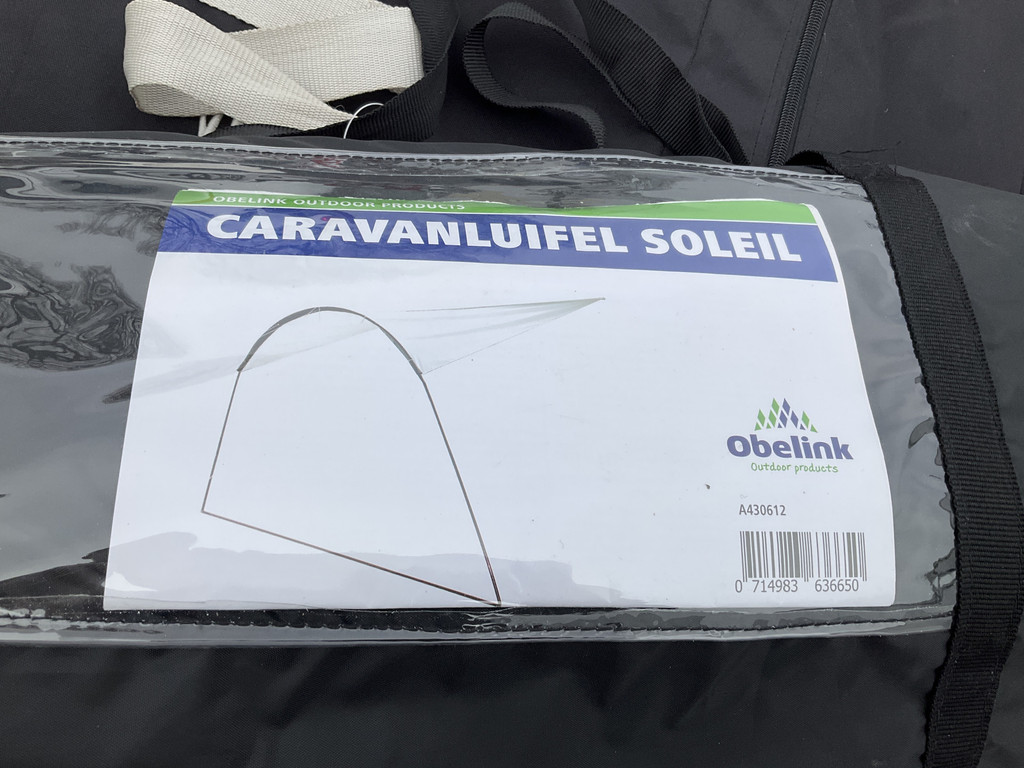 OBELINK OUTDOOR PRODUCTS
CARAVANLUIFEL SOLEIL
Obelink
Outdoor products
A430612
0 714983 636650